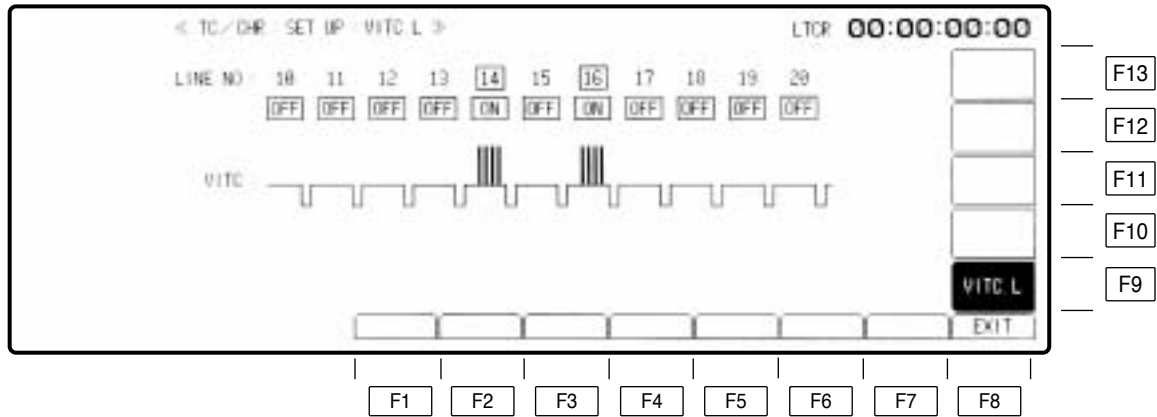 < TC/CHR SET UP VITC L >
LTCR 00:00:00:00
LINE NO 10 11 12 13 14 15 16 17 18 19 20
OFF OFF OFF OFF ON OFF ON OFF OFF OFF OFF
VITC
VITC L
EXIT
F13
F12
F11
F10
F9
F1 F2 F3 F4 F5 F6 F7 F8